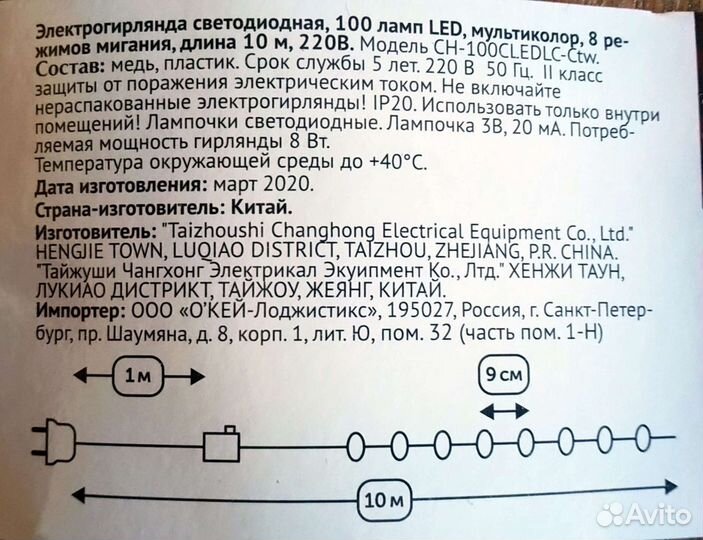 Электрогирлянда светодиодная, 100 ламп LED, мультиколор, 8 ре-
жимов мигания, длина 10 м, 220В. Модель CH-100CLEDLC-Ctw.
Состав: медь, пластик. Срок службы 5 лет. 220 В 50 Гц. II класс
защиты от поражения электрическим током. Не включайте
нераспакованные электрогирлянды! IP20. Использовать только внутри
помещений! Лампочки светодиодные. Лампочка 3В, 20 мА. Потреб-
ляемая мощность гирлянды 8 Вт.
Температура окружающей среды до +40°С.
Дата изготовления: март 2020.
Страна-изготовитель: Китай.
Изготовитель: "Taizhoushi Changhong Electrical Equipment Co., Ltd."
HENGJIE TOWN, LUQIAO DISTRICT, TAIZHOU, ZHEJIANG, P.R. CHINA.
"Тайжуши Чангхонг Электрикал Экуипмент Ко., Лтд." ХЕНЖИ ТАУН,
ЛУКИАО ДИСТРИКТ, ТАЙЖОУ, ЖЕЯНГ, КИТАЙ.
Импортер: ООО «О'КЕЙ-Лоджистикс», 195027, Россия, г. Санкт-Петер-
бург, пр. Шаумяна, д. 8, корп. 1, лит. Ю, пом. 32 (часть пом. 1-Н)
1 м
9 см
10 м
Avito